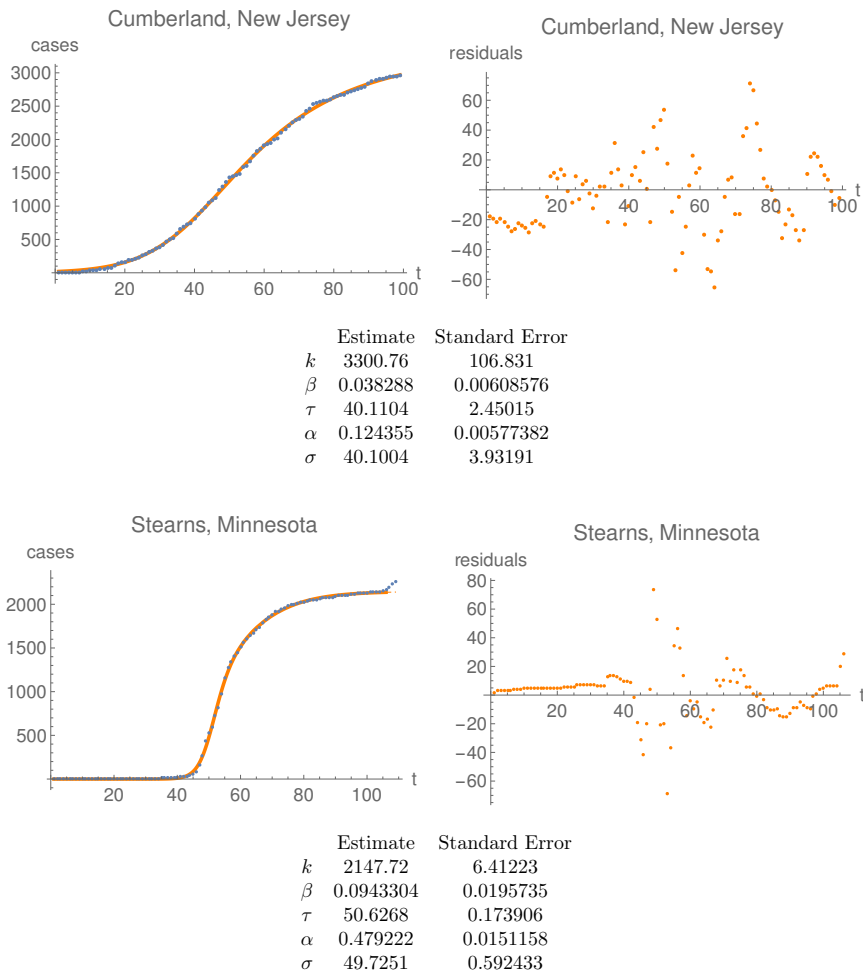 Cumberland, New Jersey
cases
3000
2500
2000
1500
1000
500
20 40 60 80 100
t
Cumberland, New Jersey
residuals
60
40
20
−20
−40
−60
20 40 60 80 100
t
Estimate Standard Error
k 3300.76 106.831
β 0.038288 0.00608576
τ 40.1104 2.45015
α 0.124355 0.00577382
σ 40.1004 3.93191
Stearns, Minnesota
cases
2000
1500
1000
500
20 40 60 80 100
t
Stearns, Minnesota
residuals
80
60
40
20
−20
−40
−60
20 40 60 80 100
t
Estimate Standard Error
k 2147.72 6.41223
β 0.0943304 0.0195735
τ 50.6268 0.173906
α 0.479222 0.0151158
σ 49.7251 0.592433